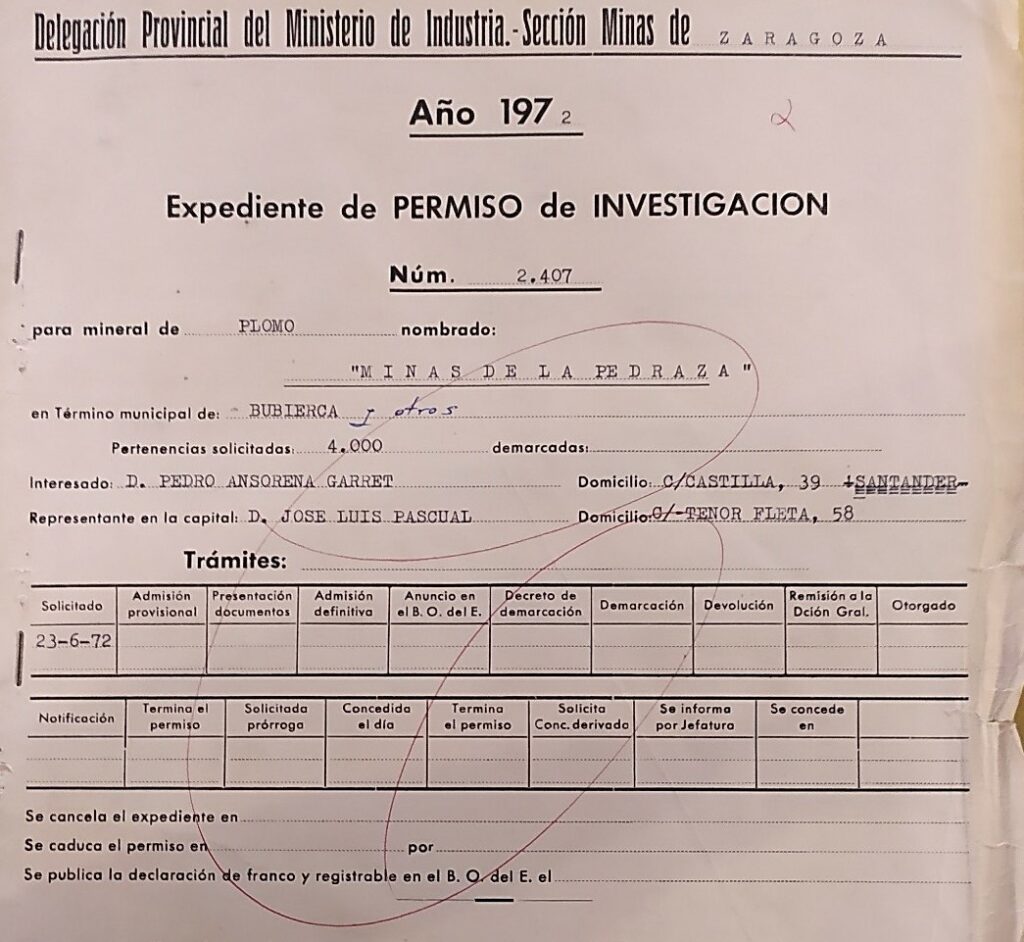 Delegación Provincial del Ministerio de Industria.-Sección Minas de ZARAGOZA
Año 1972
Expediente de PERMISO de INVESTIGACION
Núm. 2.407
para mineral de PLOMO nombrado:
"MINAS DE LA PEDRAZA"
en Término municipal de: BUBIERCA y otros
Pertenencias solicitadas: 4.000 demarcadas:
Interesado: D. PEDRO ANSORENA GARRET Domicilio: C/CASTILLA, 39 -SANTANDER-
Representante en la capital: D. JOSE LUIS PASCUAL Domicilio: C/-TENOR FLETA, 58
Trámites:
Solicitado Admisión provisional Presentación documentos Admisión definitiva Anuncio en el B. O. del E. Decreto de demarcación Demarcación Devolución Remisión a la Dción Gral. Otorgado
23-6-72
Notificación Termina el permiso Solicitada prórroga Concedida el día Termina el permiso Solicita Conc. derivada Se informa por Jefatura Se concede en
Se cancela el expediente en
Se caduca el permiso en por
Se publica la declaración de franco y registrable en el B. O. del E. el